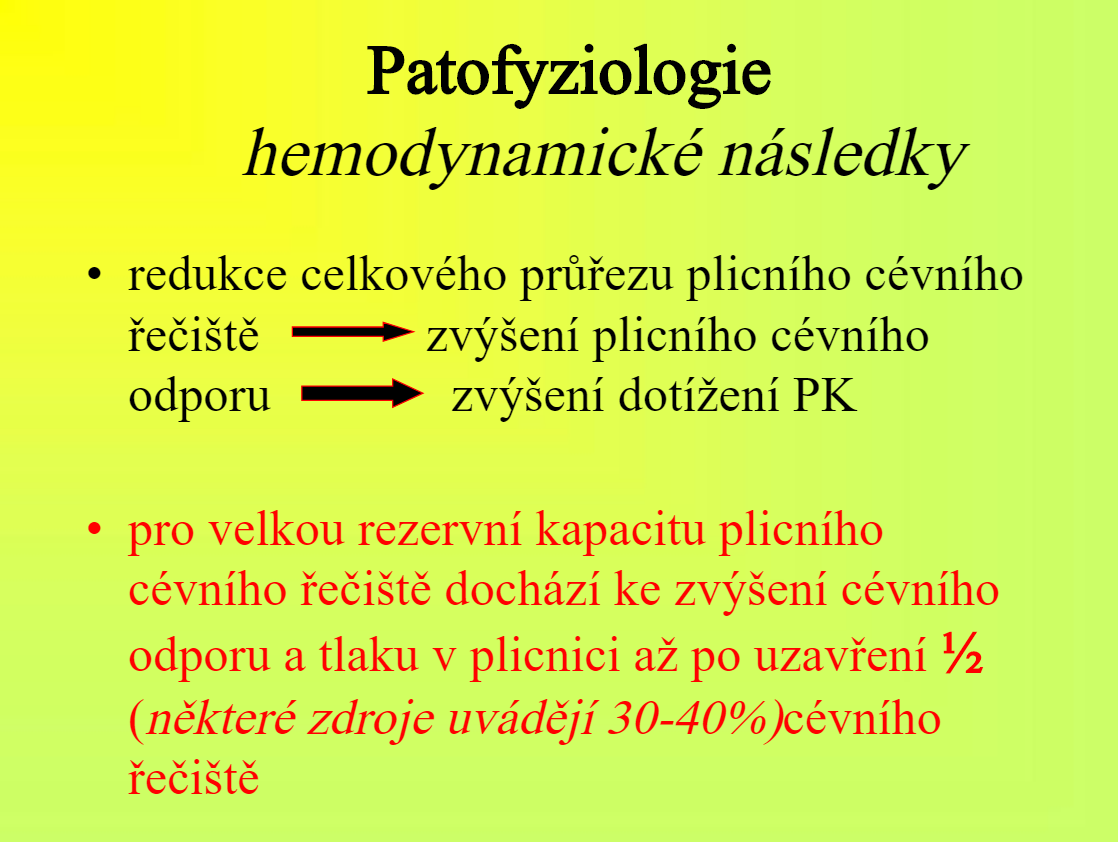 Patofyziologie
hemodynamické následky
• redukce celkového průřezu plicního cévního
řečiště zvýšení plicního cévního
odporu zvýšení dotížení PK
• pro velkou rezervní kapacitu plicního
cévního řečiště dochází ke zvýšení cévního
odporu a tlaku v plicnici až po uzavření ½
(některé zdroje uvádějí 30-40%)cévního
řečiště